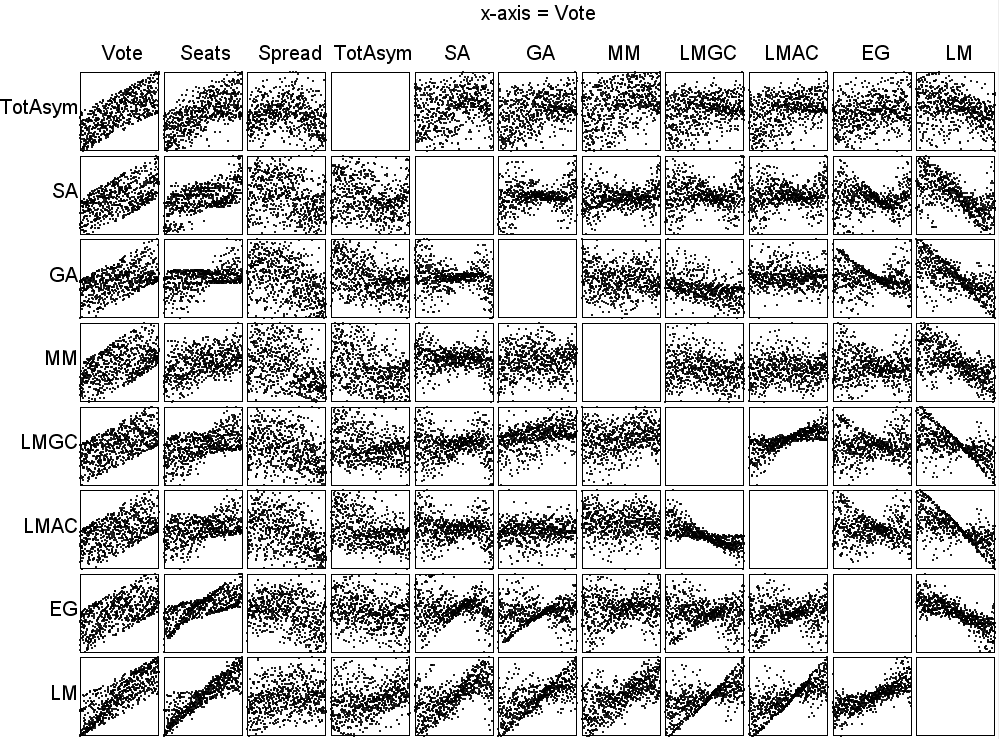 x-axis = Vote
Vote Seats Spread TotAsym SA GA MM LMGC LMAC EG LM
TotAsym
SA
GA
MM
LMGC
LMAC
EG
LM